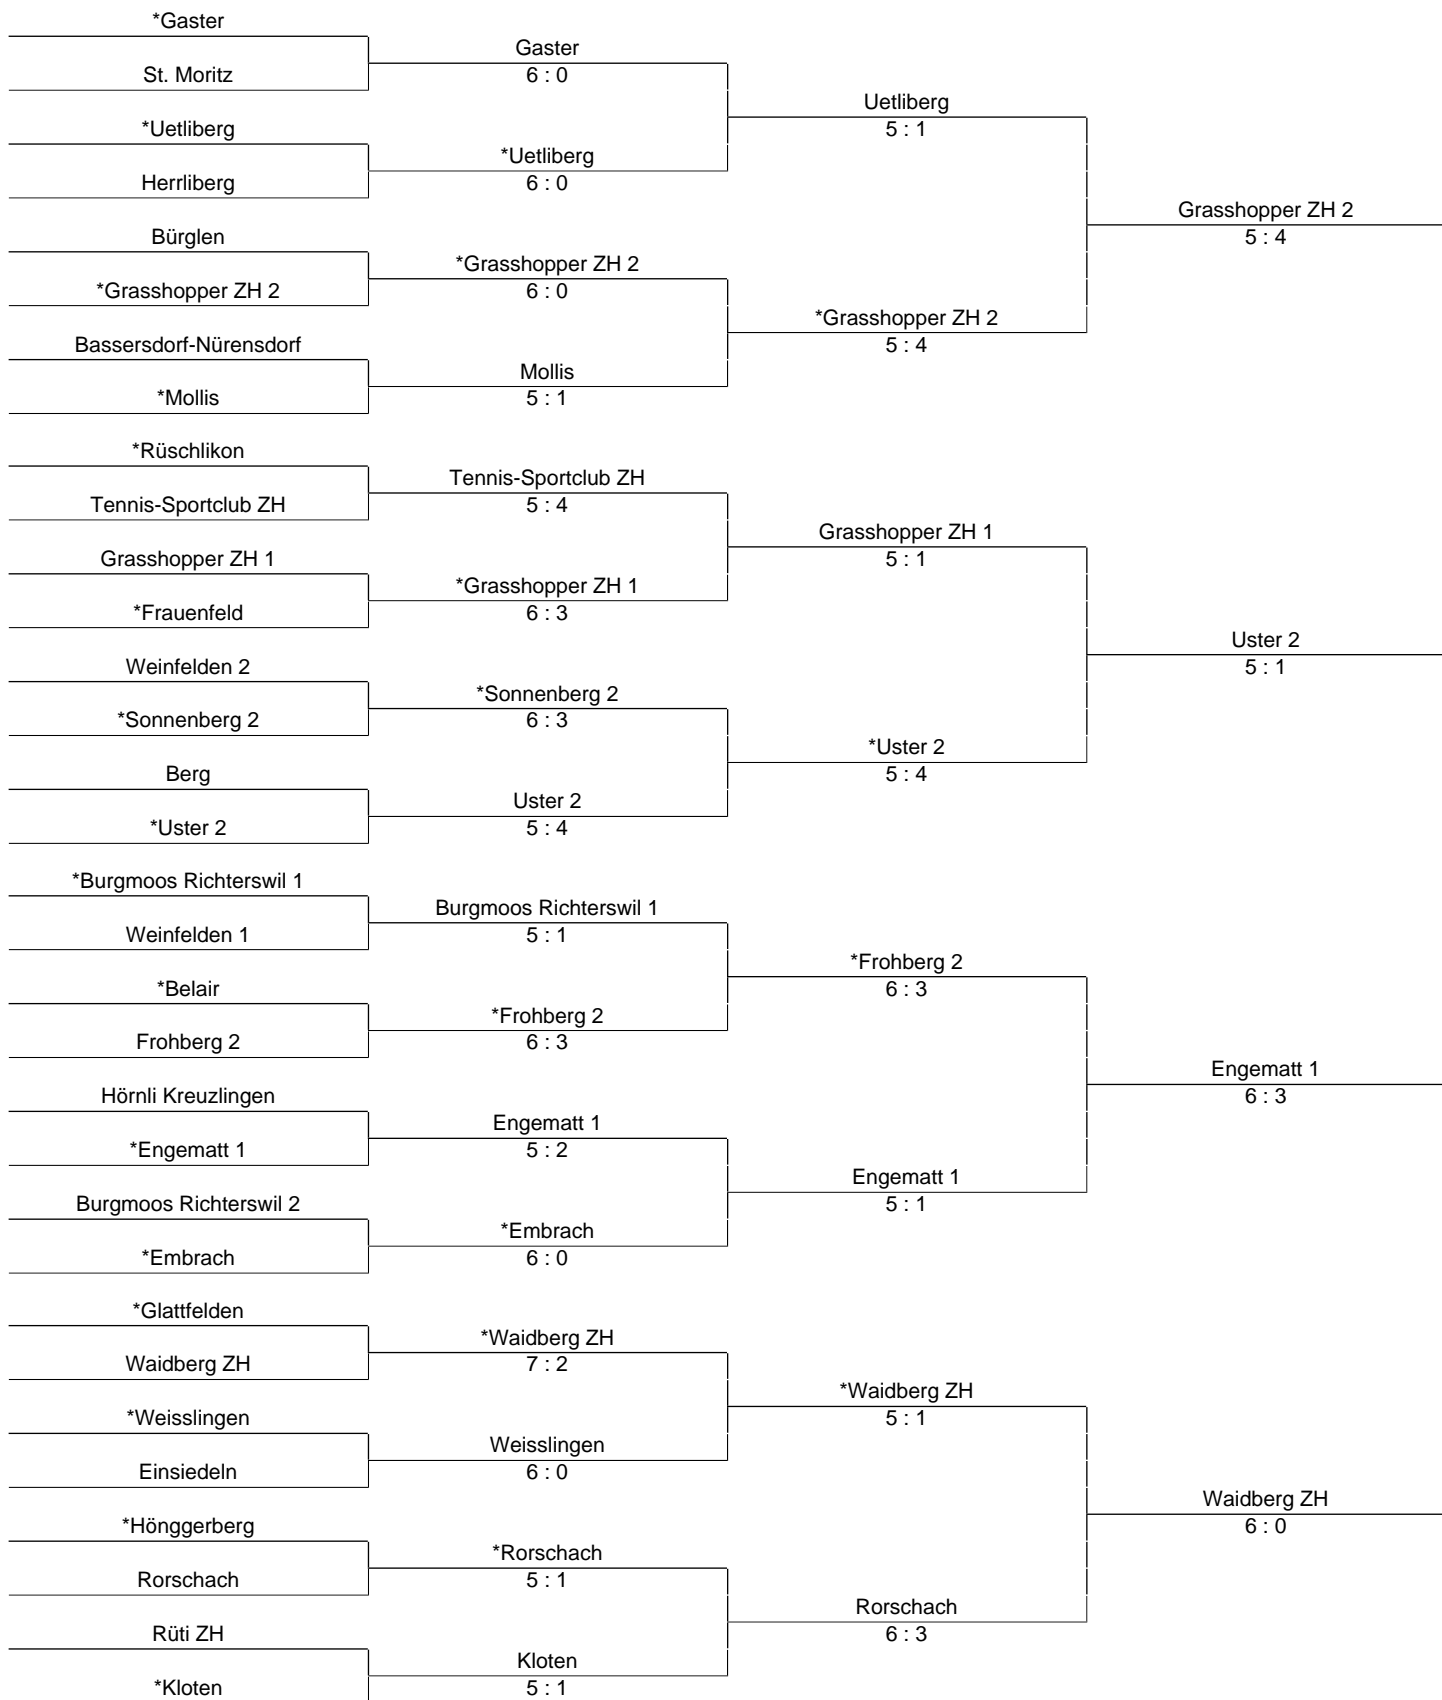 *Gaster
St. Moritz
*Uetliberg
Herrliberg
Bürglen
*Grasshopper ZH 2
Bassersdorf-Nürensdorf
*Mollis
*Rüschlikon
Tennis-Sportclub ZH
Grasshopper ZH 1
*Frauenfeld
Weinfelden 2
*Sonnenberg 2
Berg
*Uster 2
*Burgmoos Richterswil 1
Weinfelden 1
*Belair
Frohberg 2
Hörnli Kreuzlingen
*Engematt 1
Burgmoos Richterswil 2
*Embrach
*Glattfelden
Waidberg ZH
*Weisslingen
Einsiedeln
*Hönggerberg
Rorschach
Rüti ZH
*Kloten
Gaster
6 : 0
*Uetliberg
6 : 0
*Grasshopper ZH 2
6 : 0
Mollis
5 : 1
Tennis-Sportclub ZH
5 : 4
*Grasshopper ZH 1
6 : 3
*Sonnenberg 2
6 : 3
Uster 2
5 : 4
Burgmoos Richterswil 1
5 : 1
*Frohberg 2
6 : 3
Engematt 1
5 : 2
*Embrach
6 : 0
*Waidberg ZH
7 : 2
Weisslingen
6 : 0
*Rorschach
5 : 1
Kloten
5 : 1
Uetliberg
5 : 1
*Grasshopper ZH 2
5 : 4
Grasshopper ZH 1
5 : 1
*Uster 2
5 : 4
*Frohberg 2
6 : 3
Engematt 1
5 : 1
*Waidberg ZH
5 : 1
Rorschach
6 : 3
Grasshopper ZH 2
5 : 4
Uster 2
5 : 1
Engematt 1
6 : 3
Waidberg ZH
6 : 0